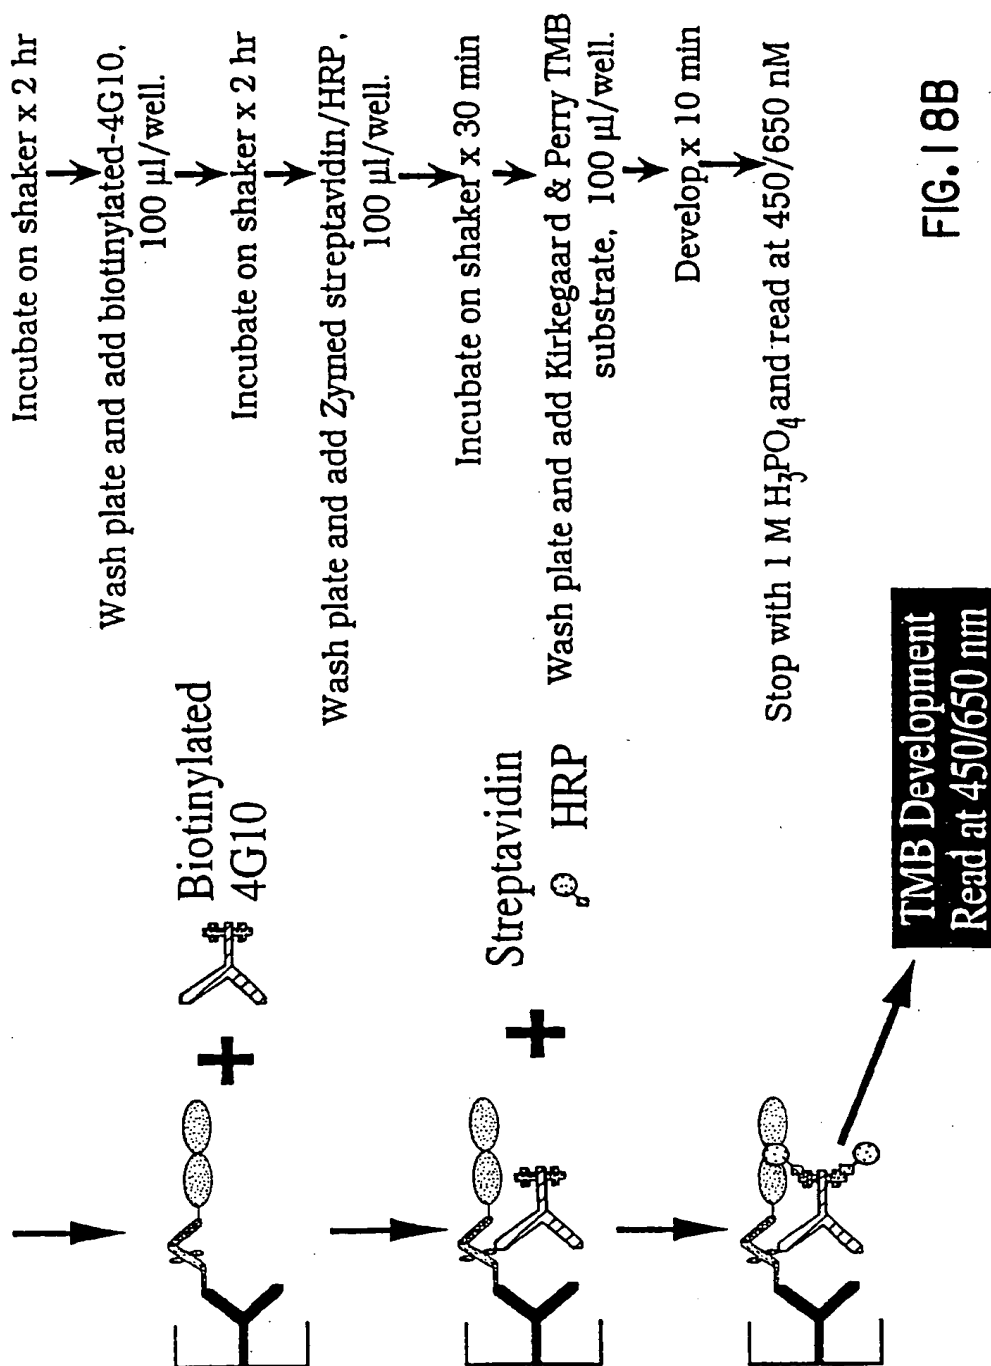 Biotinylated
4G10
Streptavidin
HRP
TMB Development
Read at 450/650 nm
Incubate on shaker x 2 hr
Wash plate and add biotinylated-4G10,
100 µl/well.
Incubate on shaker x 2 hr
Wash plate and add Zymed streptavidin/HRP,
100 µl/well.
Incubate on shaker x 30 min
Wash plate and add Kirkegaard & Perry TMB
substrate, 100 µl/well.
Develop x 10 min
Stop with 1 M H₃PO₄ and read at 450/650 nM
FIG.18B